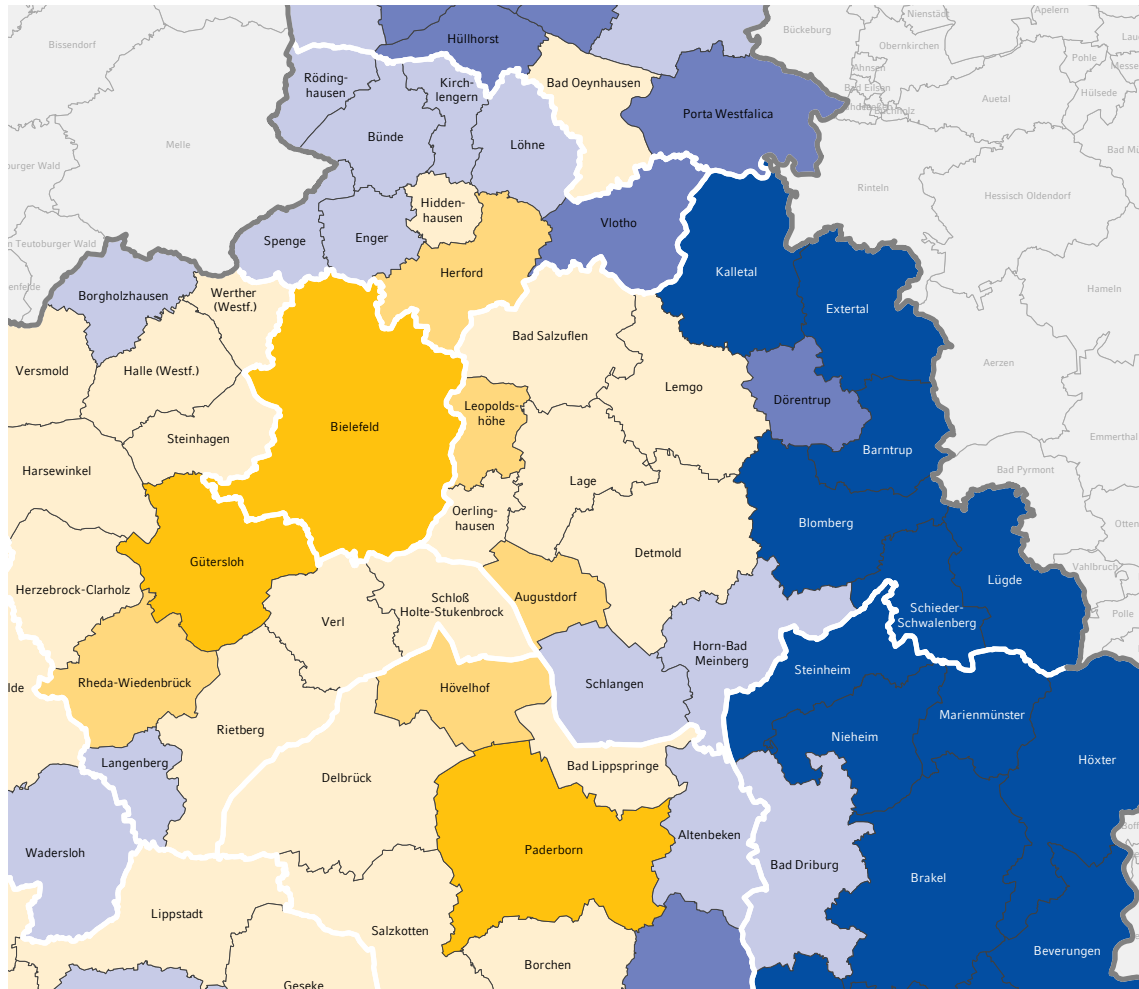 Apelern
Nienstädt
Bissendorf
Bückeburg
Hüllhorst
Obernkirchen
Pohle
Ahnsen
Röding-
hausen
Kirch-
lengern
Bad Oeynhausen
Bad Eilsen
Hülsede
Auetal
Buchholz
Porta Westfalica
Bünde
Löhne
Melle
Rinteln
Hessisch Oldendorf
Hidden-
hausen
Vlotho
Spenge
Enger
Herford
Kalletal
Hameln
Borgholzhausen
Werther
(Westf.)
Extertal
Bad Salzuflen
Aerzen
Versmold
Halle (Westf.)
Lemgo
Dörentrup
Leopolds-
höhe
Bielefeld
Steinhagen
Emmerthal
Barntrup
Harsewinkel
Bad Pyrmont
Lage
Oerling-
hausen
Blomberg
Detmold
Gütersloh
Vahlbruch
Lügde
Herzebrock-Clarholz
Schloß
Holte-Stukenbrock
Augustdorf
Schieder-
Schwalenberg
Polle
Verl
Horn-Bad
Meinberg
Steinheim
Rheda-Wiedenbrück
Hövelhof
Schlangen
Marienmünster
Rietberg
Nieheim
Langenberg
Höxter
Bad Lippspringe
Delbrück
Altenbeken
Wadersloh
Paderborn
Bad Driburg
Brakel
Lippstadt
Salzkotten
Beverungen
Borchen
Geseke